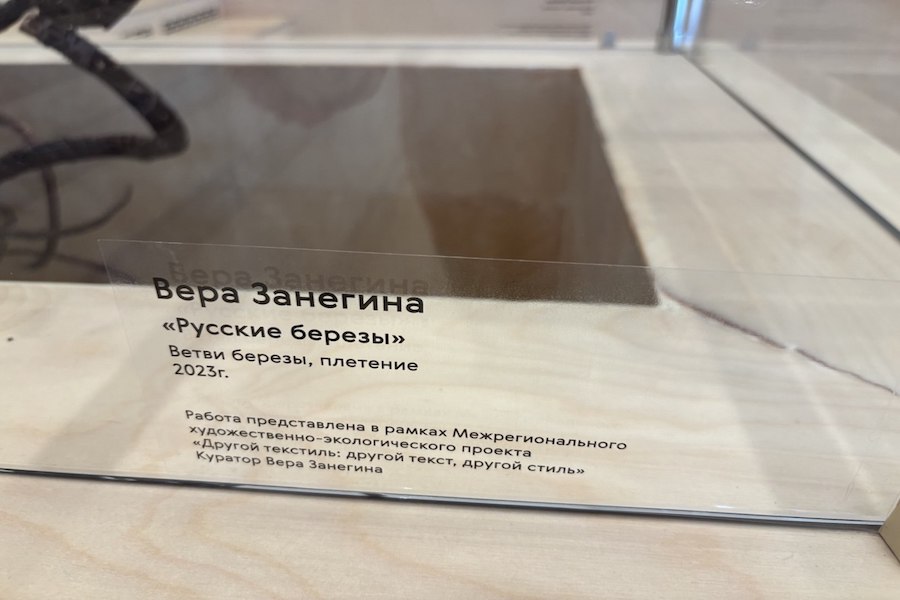 Вера Занегина
«Русские березы»
Ветви березы, плетение
2023г.
Работа представлена в рамках Межрегионального
художественно-экологического проекта
«Другой текстиль: другой текст, другой стиль»
Куратор Вера Занегина